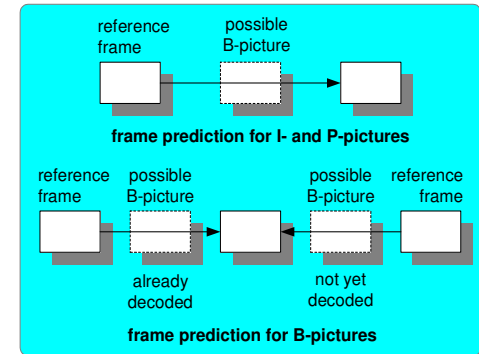 reference
frame
possible
B-picture
frame prediction for I- and P-pictures
reference
frame
possible
B-picture
possible
B-picture
reference
frame
already
decoded
not yet
decoded
frame prediction for B-pictures